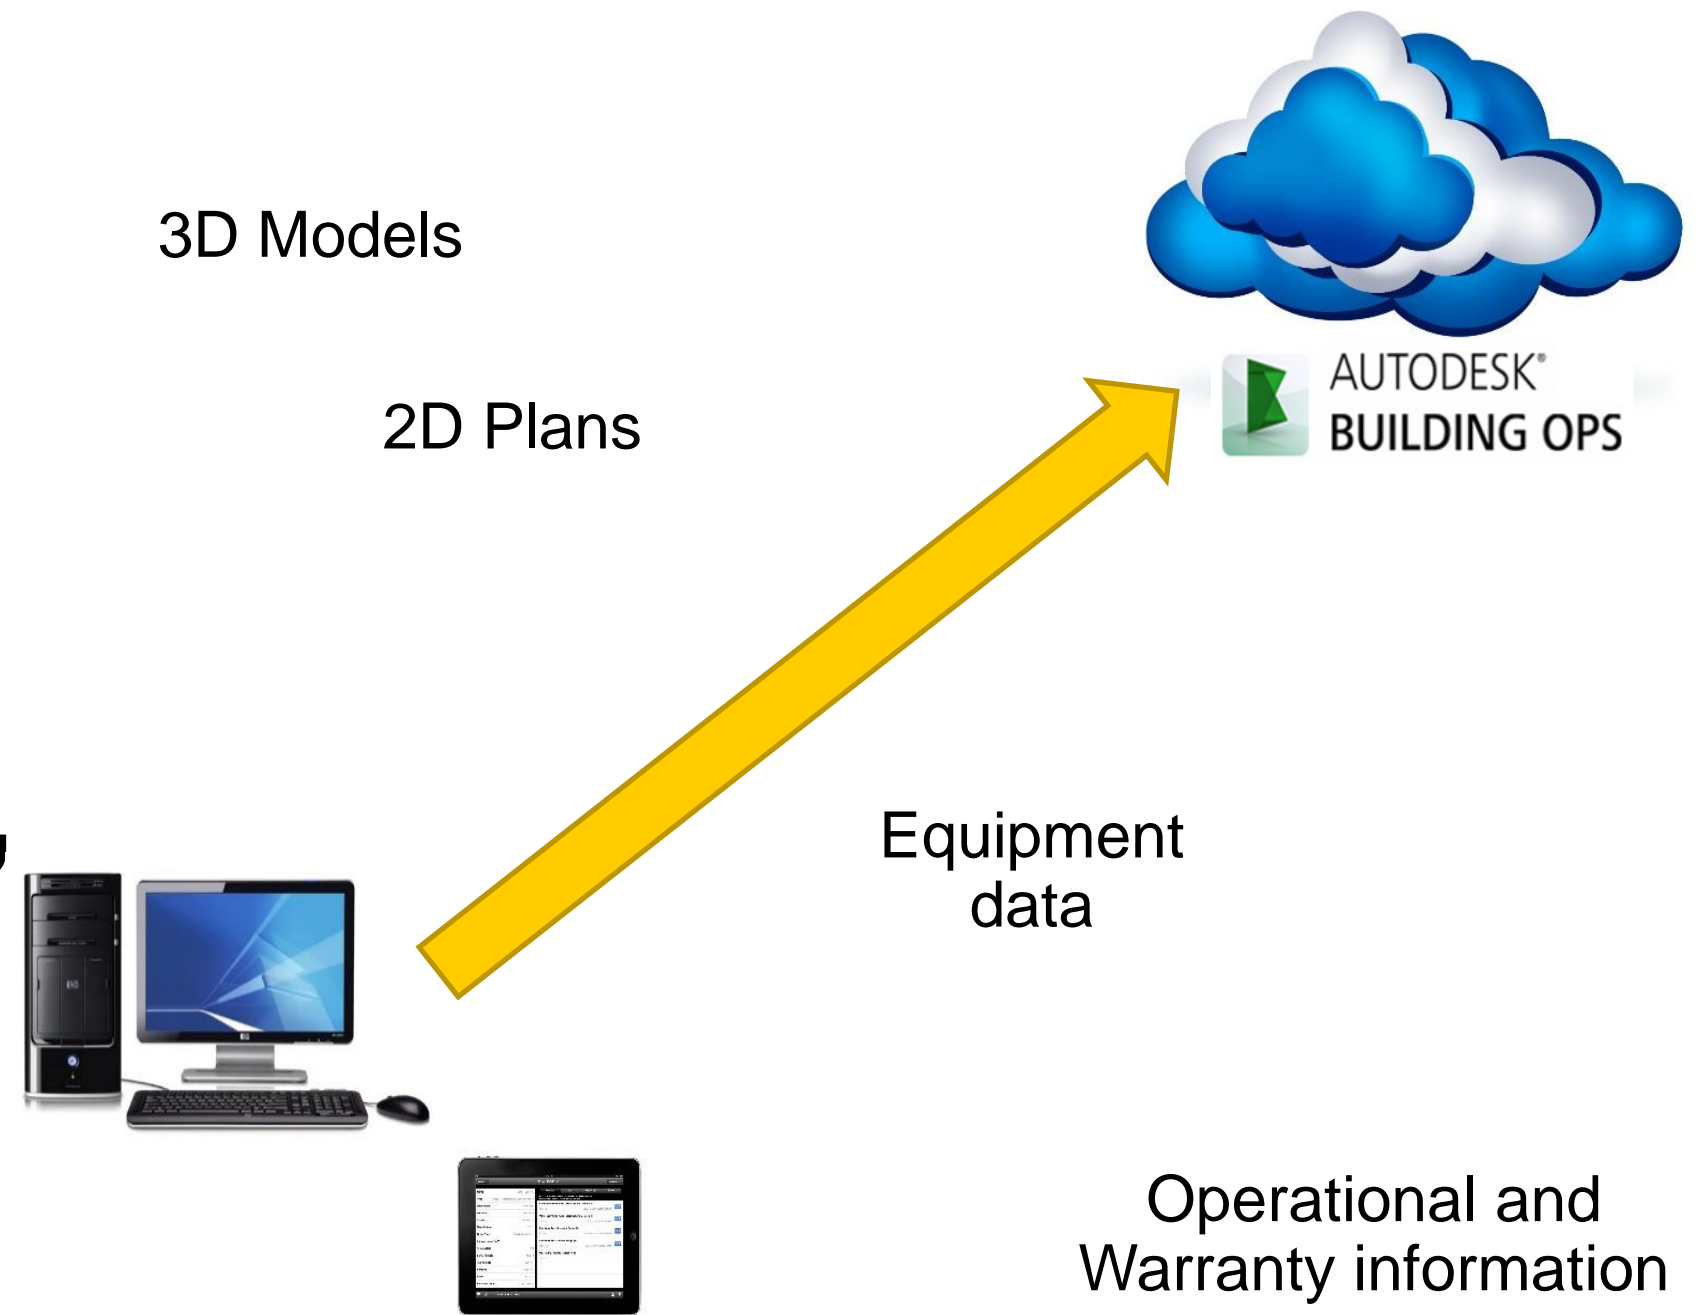 3D Models
AUTODESK®
BUILDING OPS
2D Plans
Equipment
data
Operational and
Warranty information